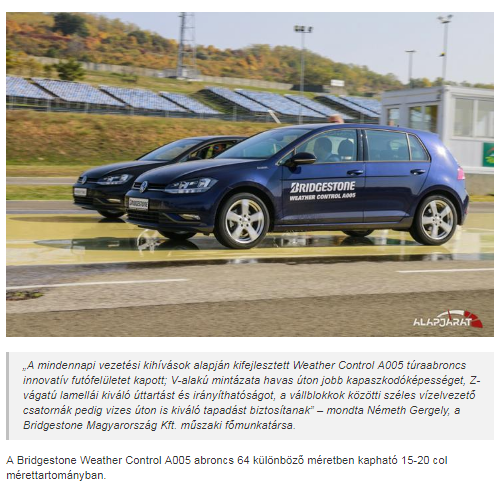 BRIDGESTONE
WEATHER CONTROL A005
BRIDGESTONE
ALAPJÁRAT
„A mindennapi vezetési kihívások alapján kifejlesztett Weather Control A005 túraabroncs
innovatív futófelületet kapott; V-alakú mintázata havas úton jobb kapaszkodóképességet, Z-
vágatú lamellái kiváló úttartást és irányíthatóságot, a vállblokkok közötti széles vízelvezető
csatornák pedig vizes úton is kiváló tapadást biztosítanak” – mondta Németh Gergely, a
Bridgestone Magyarország Kft. műszaki főmunkatársa.
A Bridgestone Weather Control A005 abroncs 64 különböző méretben kapható 15-20 col
mérettartományban.